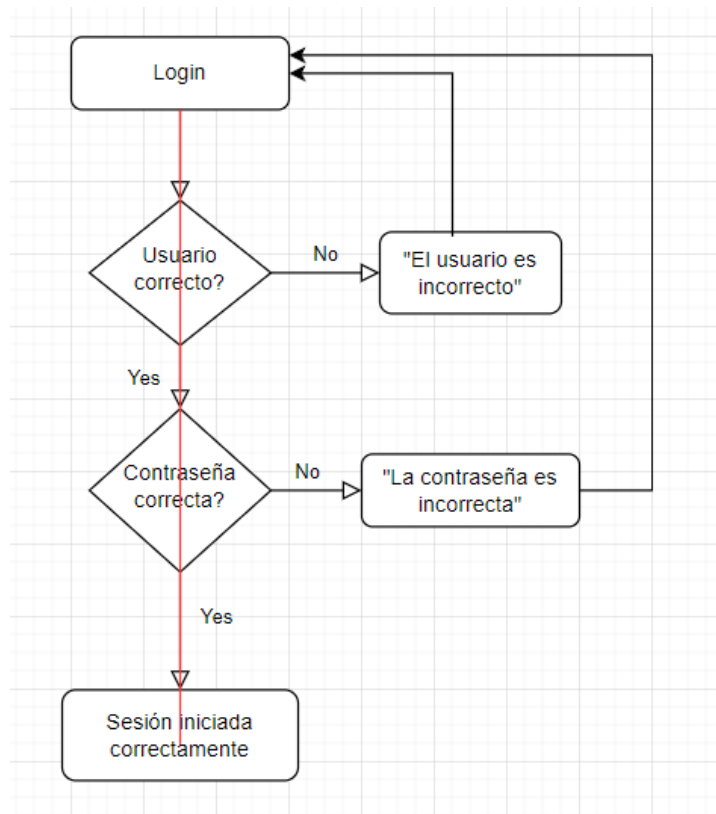 Login
Usuario
correcto?
No
"El usuario es
incorrecto"
Yes
Contraseña
correcta?
No
"La contraseña es
incorrecta"
Yes
Sesión iniciada
correctamente